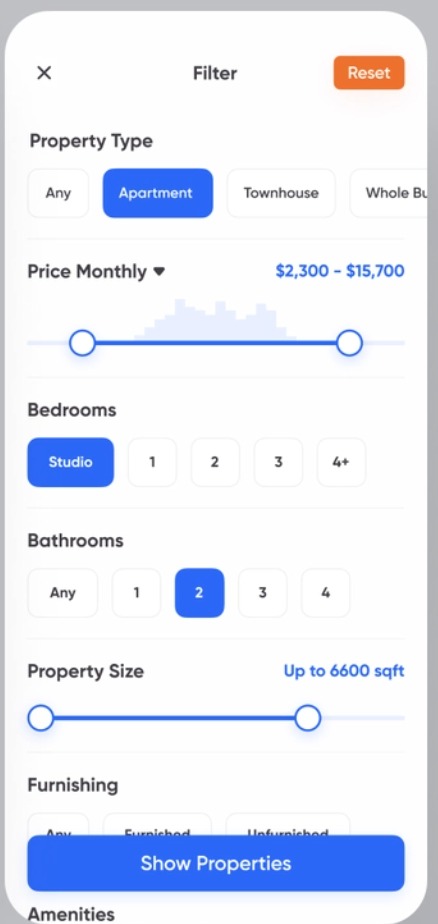 Filter
Reset
Property Type
Any Apartment Townhouse Whole Bu
Price Monthly $2,300 - $15,700
Bedrooms
Studio 1 2 3 4+
Bathrooms
Any 1 2 3 4
Property Size Up to 6600 sqft
Furnishing
Any Furnished Unfurnished
Show Properties
Amenities